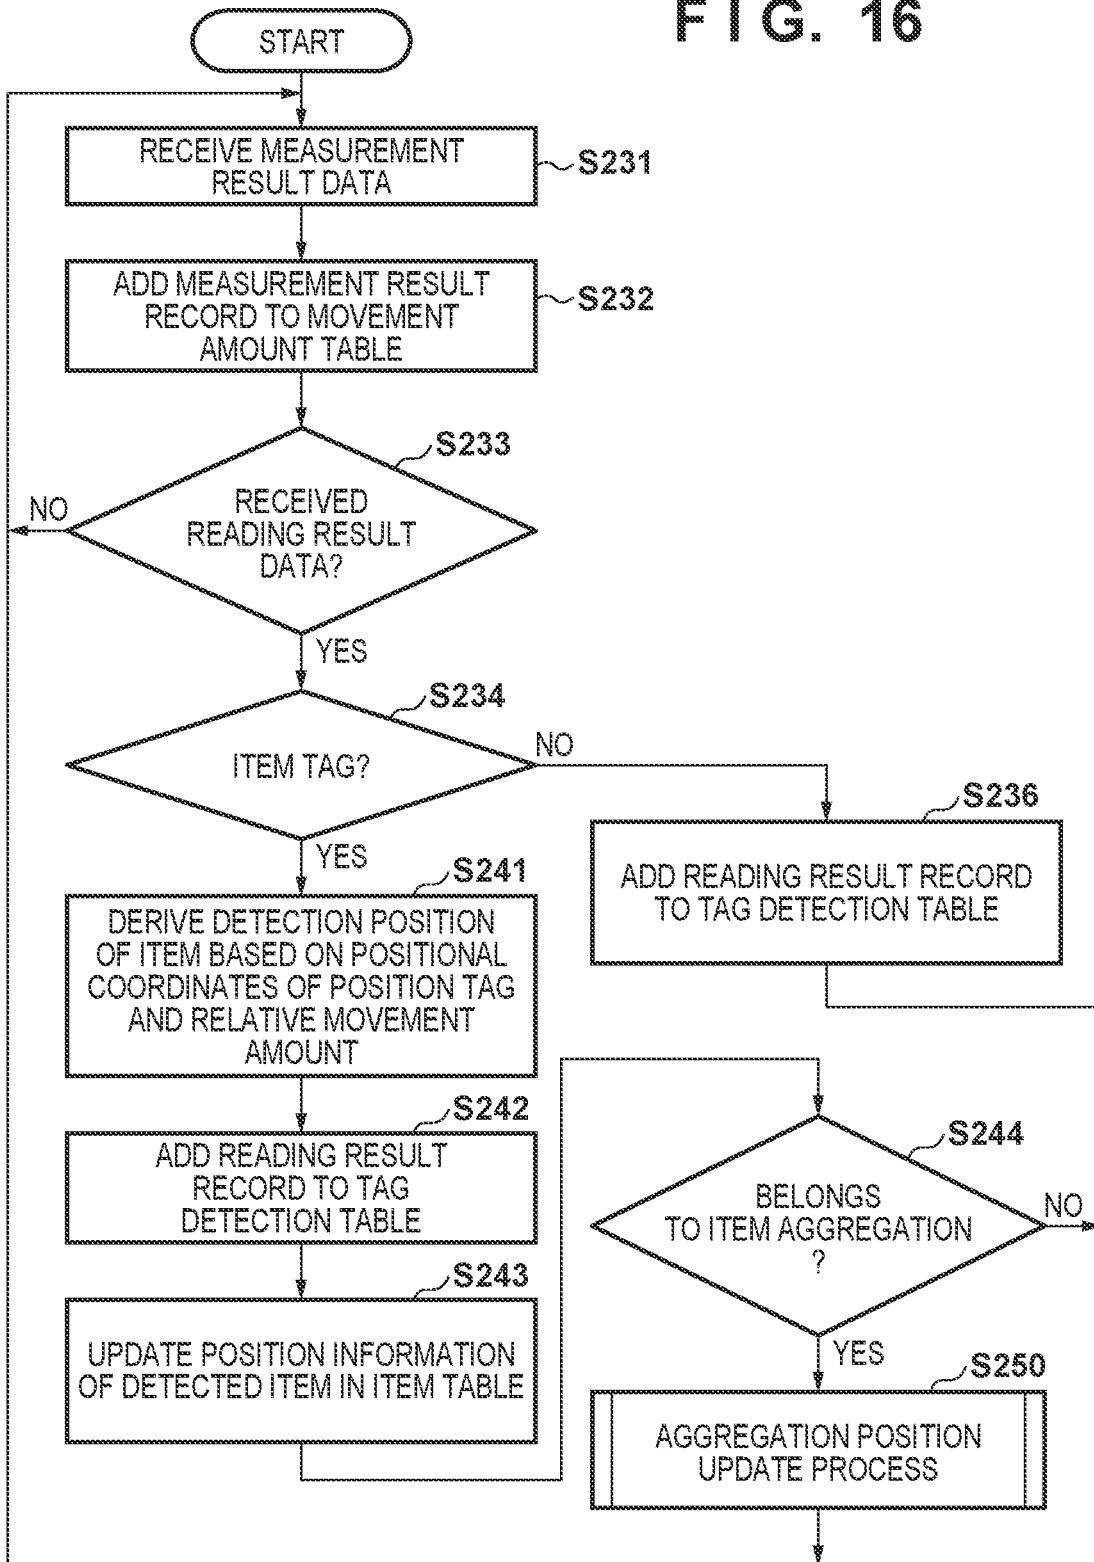 FIG. 16
START
RECEIVE MEASUREMENT
RESULT DATA
S231
ADD MEASUREMENT RESULT
RECORD TO MOVEMENT
AMOUNT TABLE
S232
S233
RECEIVED
READING RESULT
DATA?
NO
YES
S234
ITEM TAG?
NO
YES
S236
ADD READING RESULT RECORD
TO TAG DETECTION TABLE
S241
DERIVE DETECTION POSITION
OF ITEM BASED ON POSITIONAL
COORDINATES OF POSITION TAG
AND RELATIVE MOVEMENT
AMOUNT
S242
ADD READING RESULT
RECORD TO TAG
DETECTION TABLE
S243
UPDATE POSITION INFORMATION
OF DETECTED ITEM IN ITEM TABLE
S244
BELONGS
TO ITEM AGGREGATION
?
NO
YES
S250
AGGREGATION POSITION
UPDATE PROCESS